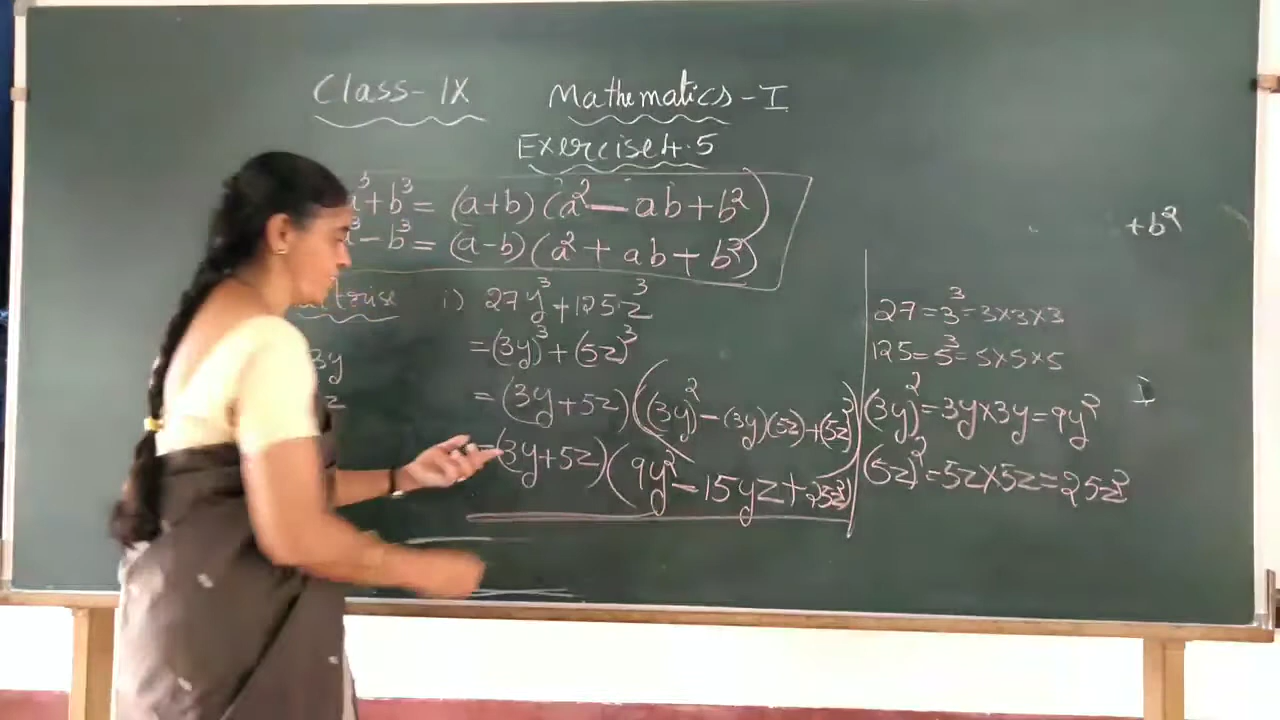 Class-IX Mathematics-I
Exercise 4.5
a³+b³= (a+b)(a²-ab+b²)
a³-b³= (a-b)(a²+ab+b²)
+b²
i) 27y³+125z³
=(3y)³+(5z)³
=(3y+5z)((3y)²-(3y)(5z)+(5z)²)
=(3y+5z)(9y²-15yz+25z²)
3y
z
27=3³=3×3×3
125=5³=5×5×5
(3y)²=3y×3y=9y²
(5z)²=5z×5z=25z²